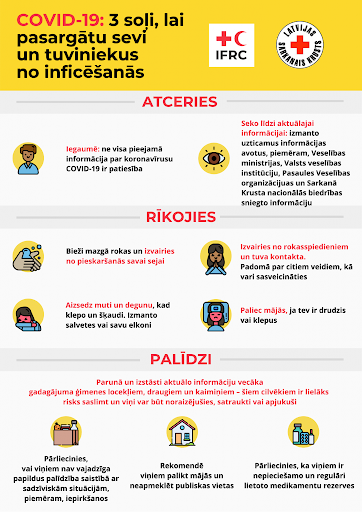 COVID-19: 3 soļi, lai
pasargātu sevi
un tuviniekus
no inficēšanās
IFRC
LATVIJAS
SARKANAIS KRUSTS
ATCERIES
Iegaumē: ne visa pieejamā
informācija par koronavīrusu
COVID-19 ir patiesība
Seko līdzi aktuālajai
informācijai: izmanto
uzticamus informācijas
avotus, piemēram, Veselības
ministrijas, Valsts veselības
institūciju, Pasaules Veselības
organizācijas un Sarkanā
Krusta nacionālās biedrības
sniegto informāciju
RĪKOJIES
Bieži mazgā rokas un izvairies
no pieskaršanās savai sejai
Izvairies no rokasspiedieniem
un tuva kontakta.
Padomā par citiem veidiem, kā
vari sasveicināties
Aizsedz muti un degunu, kad
klepo un šķaudi. Izmanto
salvetes vai savu elkoni
Paliec mājās, ja tev ir drudzis
vai klepus
PALĪDZI
Parunā un izstāsti aktuālo informāciju vecāka
gadagājuma ģimenes locekļiem, draugiem un kaimiņiem – šiem cilvēkiem ir lielāks
risks saslimt un viņi var būt noraizējušies, satraukti vai apjukuši
Pārliecinies,
vai viņiem nav vajadzīga
papildus palīdzība saistībā ar
sadzīviskām situācijām,
piemēram, iepirkšanos
Rekomendē
viņiem palikt mājās un
neapmeklēt publiskas vietas
Pārliecinies, ka viņiem ir
nepieciešamo un regulāri
lietoto medikamentu rezerves